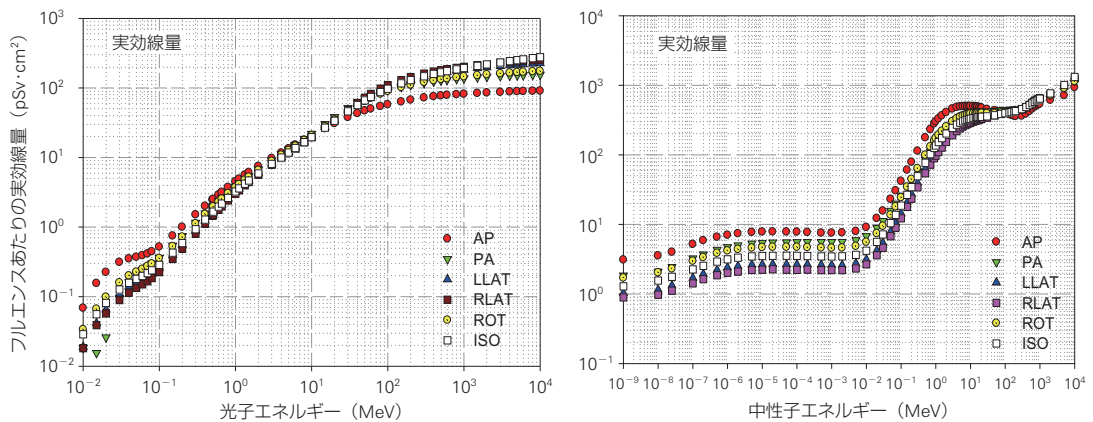 実効線量
フルエンスあたりの実効線量（pSv·cm²）
10³
10²
10¹
10⁰
10⁻¹
10⁻²
AP
PA
LLAT
RLAT
ROT
ISO
10⁻² 10⁻¹ 10⁰ 10¹ 10² 10³ 10⁴
光子エネルギー（MeV）
実効線量
10⁴
10³
10²
10¹
10⁰
10⁻¹
AP
PA
LLAT
RLAT
ROT
ISO
10⁻⁹ 10⁻⁸ 10⁻⁷ 10⁻⁶ 10⁻⁵ 10⁻⁴ 10⁻³ 10⁻² 10⁻¹ 10⁰ 10¹ 10² 10³ 10⁴
中性子エネルギー（MeV）